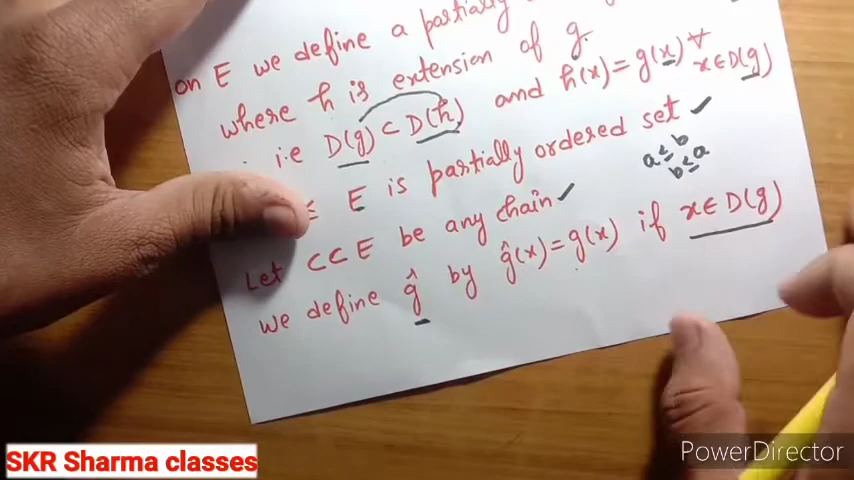 on E we define a partially
where h is extension of g
i.e D(g) ⊂ D(h) and h(x) = g(x) ∀ x ∈ D(g)
E is partially ordered set ✓
a ≤ b
b ≤ a
Let C ⊂ E be any chain ✓
we define ĝ by ĝ(x) = g(x) if x ∈ D(g)
SKR Sharma classes
PowerDirector